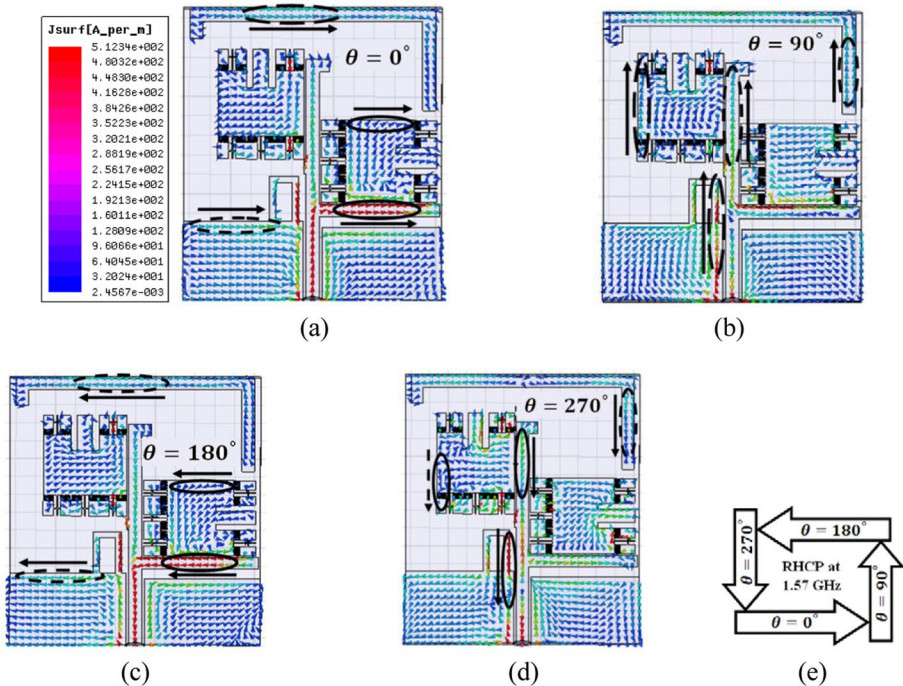 Jsurf[A_per_m]
5.1234e+002
4.8032e+002
4.4830e+002
4.1628e+002
3.8426e+002
3.5223e+002
3.2021e+002
2.8819e+002
2.5617e+002
2.2415e+002
1.9213e+002
1.6011e+002
1.2809e+002
9.6066e+001
6.4045e+001
3.2024e+001
2.4567e-003
θ = 0°
(a)
θ = 90°
(b)
θ = 180°
(c)
θ = 270°
(d)
θ = 180°
θ = 270°
RHCP at
1.57 GHz
θ = 90°
θ = 0°
(e)